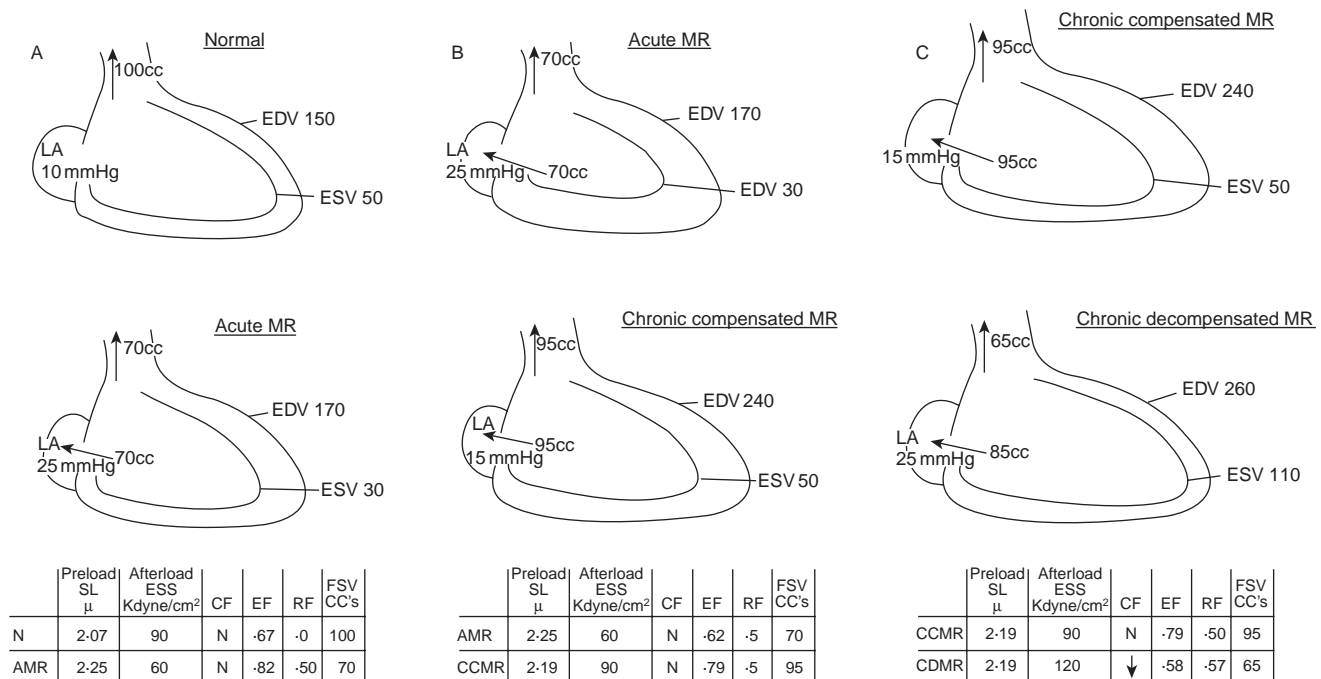 A
Normal
100cc
EDV 150
LA
10 mmHg
ESV 50
B
Acute MR
70cc
EDV 170
LA
25 mmHg
70cc
EDV 30
C
Chronic compensated MR
95cc
EDV 240
15 mmHg
95cc
ESV 50
Acute MR
70cc
EDV 170
LA
25 mmHg
70cc
ESV 30
Chronic compensated MR
95cc
EDV 240
LA
15 mmHg
95cc
ESV 50
Chronic decompensated MR
65cc
EDV 260
LA
25 mmHg
85cc
ESV 110
Preload SL μ Afterload ESS Kdyne/cm² CF EF RF FSV CC's
N 2·07 90 N ·67 ·0 100
AMR 2·25 60 N ·82 ·50 70
Preload SL μ Afterload ESS Kdyne/cm² CF EF RF FSV CC's
AMR 2·25 60 N ·62 ·5 70
CCMR 2·19 90 N ·79 ·5 95
Preload SL μ Afterload ESS Kdyne/cm² CF EF RF FSV CC's
CCMR 2·19 90 N ·79 ·50 95
CDMR 2·19 120 ↓ ·58 ·57 65